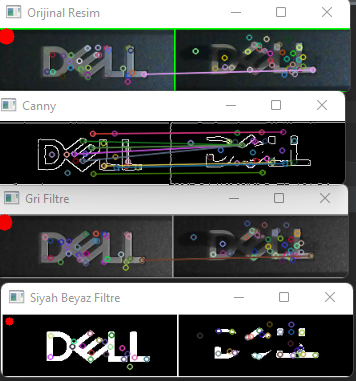 Orijinal Resim
DELL
Canny
DELL
Gri Filtre
DELL
Siyah Beyaz Filtre
DELL